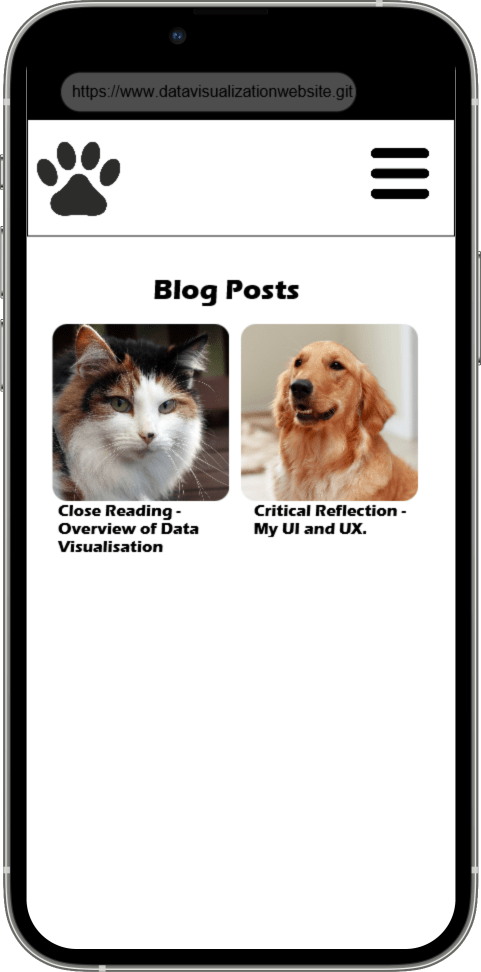 https://www.datavisualizationwebsite.git
Blog Posts
Close Reading -
Overview of Data
Visualisation
Critical Reflection -
My UI and UX.